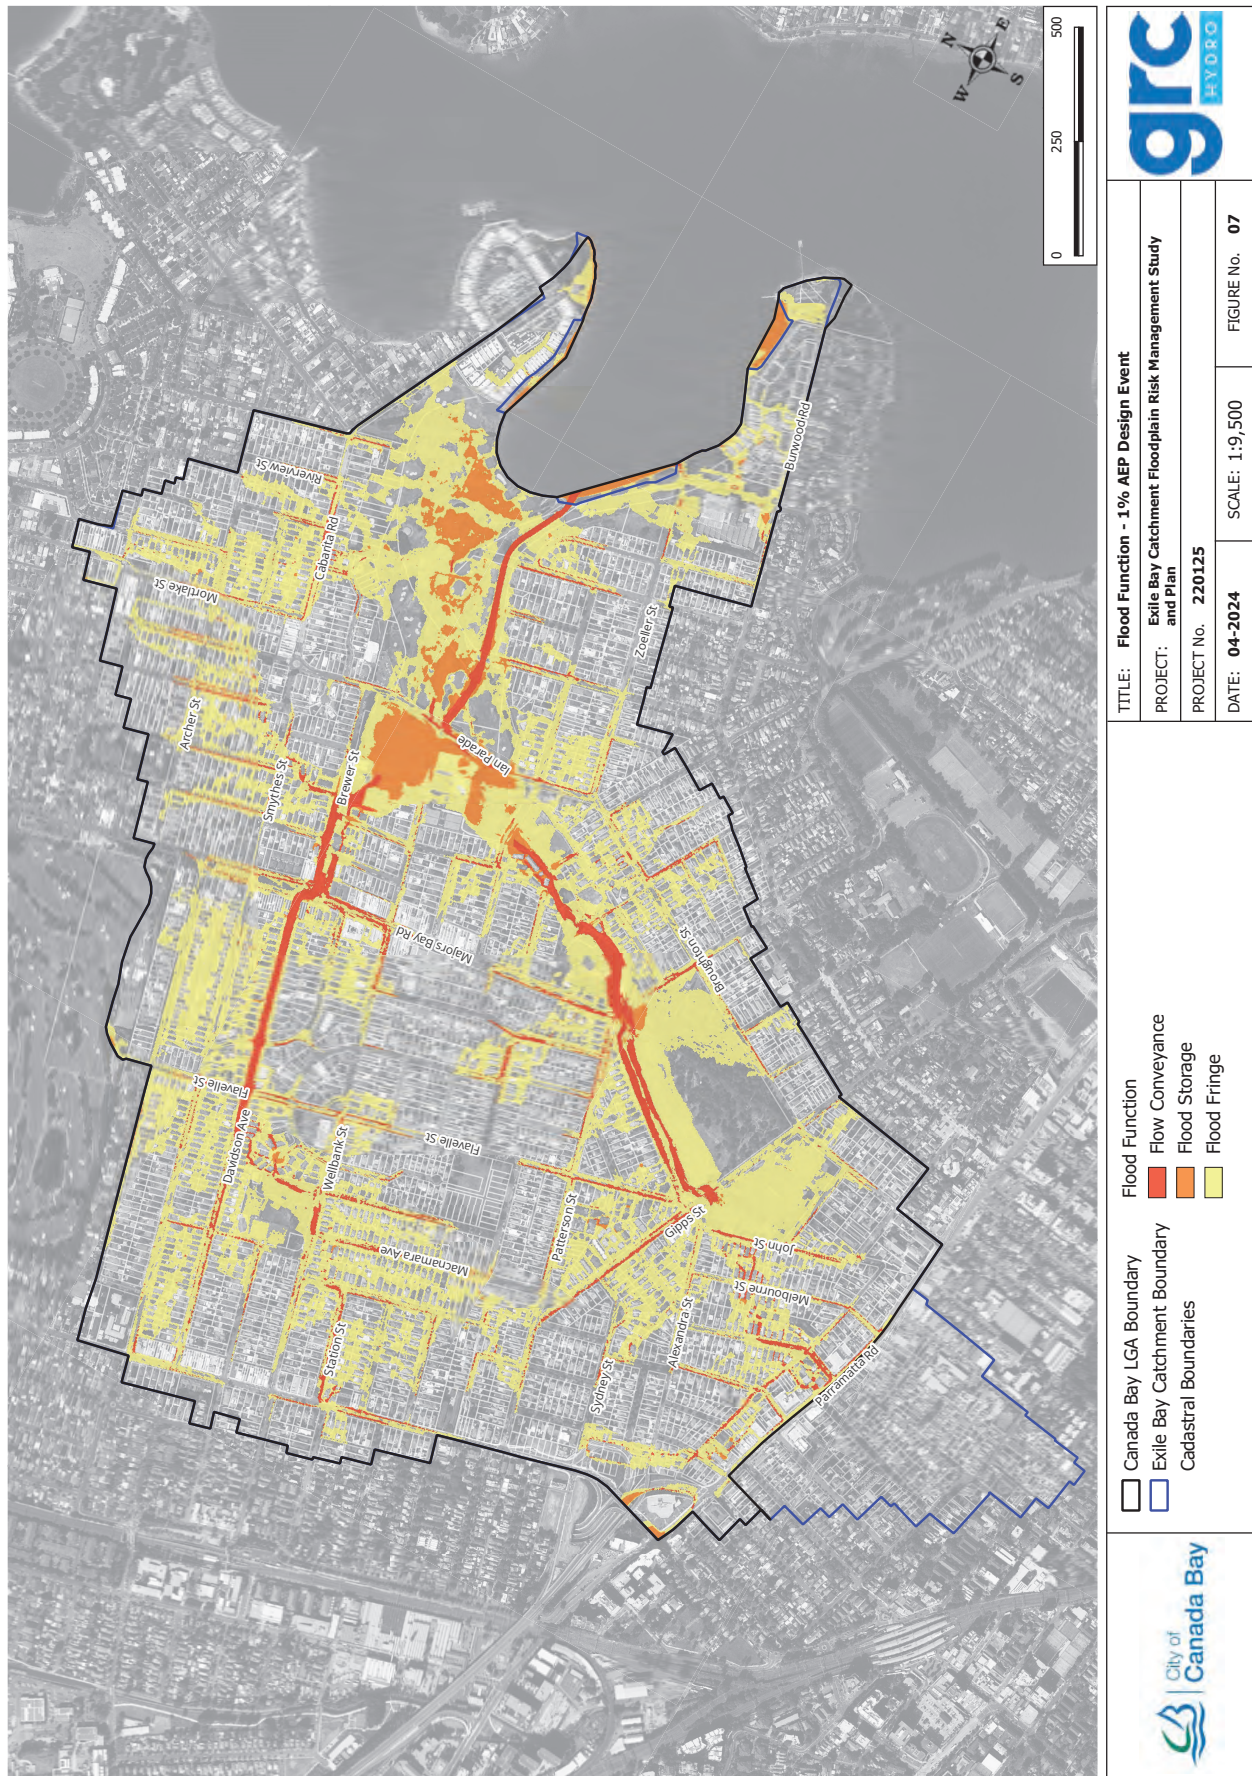 N
E
S
W
0
250
500
Riverview St
Cabarita Rd
Mortlake St
Archer St
Smythes St
Brewer St
Ian Parade
Zoeller St
Burwood Rd
Majors Bay Rd
Broughton St
Flavelle St
Davidson Ave
Wellbank St
Flavelle St
Macnamara Ave
Patterson St
Gipps St
John St
Melbourne St
Alexandra St
Sydney St
Station St
Parramatta Rd
City of
Canada Bay
Canada Bay LGA Boundary
Exile Bay Catchment Boundary
Cadastral Boundaries
Flood Function
Flow Conveyance
Flood Storage
Flood Fringe
TITLE: Flood Function - 1% AEP Design Event
PROJECT: Exile Bay Catchment Floodplain Risk Management Study
and Plan
PROJECT No. 220125
DATE: 04-2024
SCALE: 1:9,500
FIGURE No. 07
grc
HYDRO